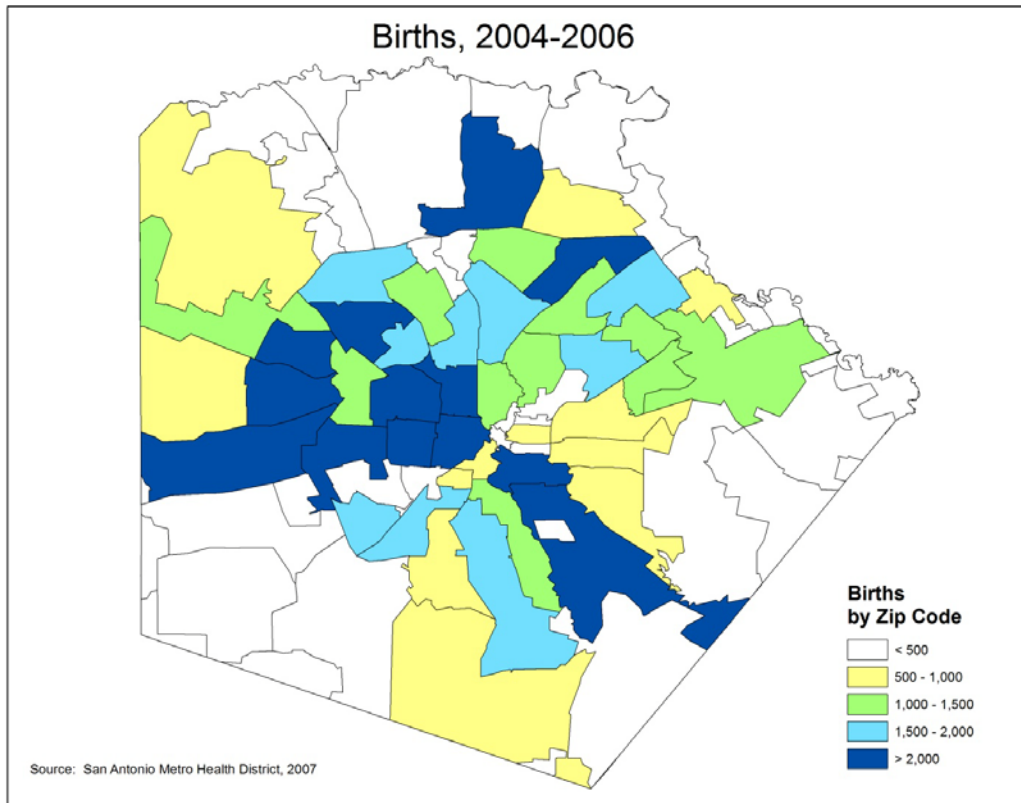 Births, 2004-2006
Births
by Zip Code
< 500
500 - 1,000
1,000 - 1,500
1,500 - 2,000
> 2,000
Source:  San Antonio Metro Health District, 2007